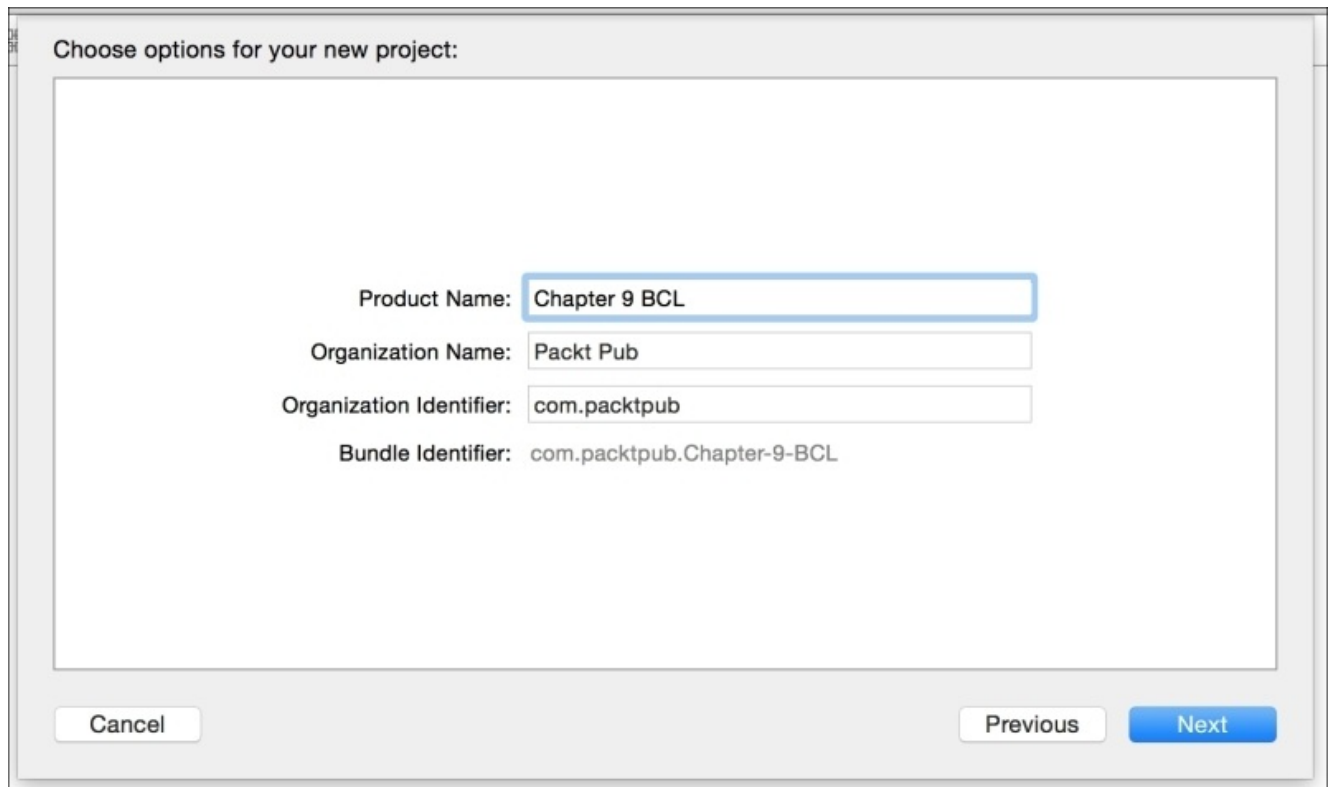 Choose options for your new project:
Product Name: Chapter 9 BCL
Organization Name: Packt Pub
Organization Identifier: com.packtpub
Bundle Identifier: com.packtpub.Chapter-9-BCL
Cancel Previous Next